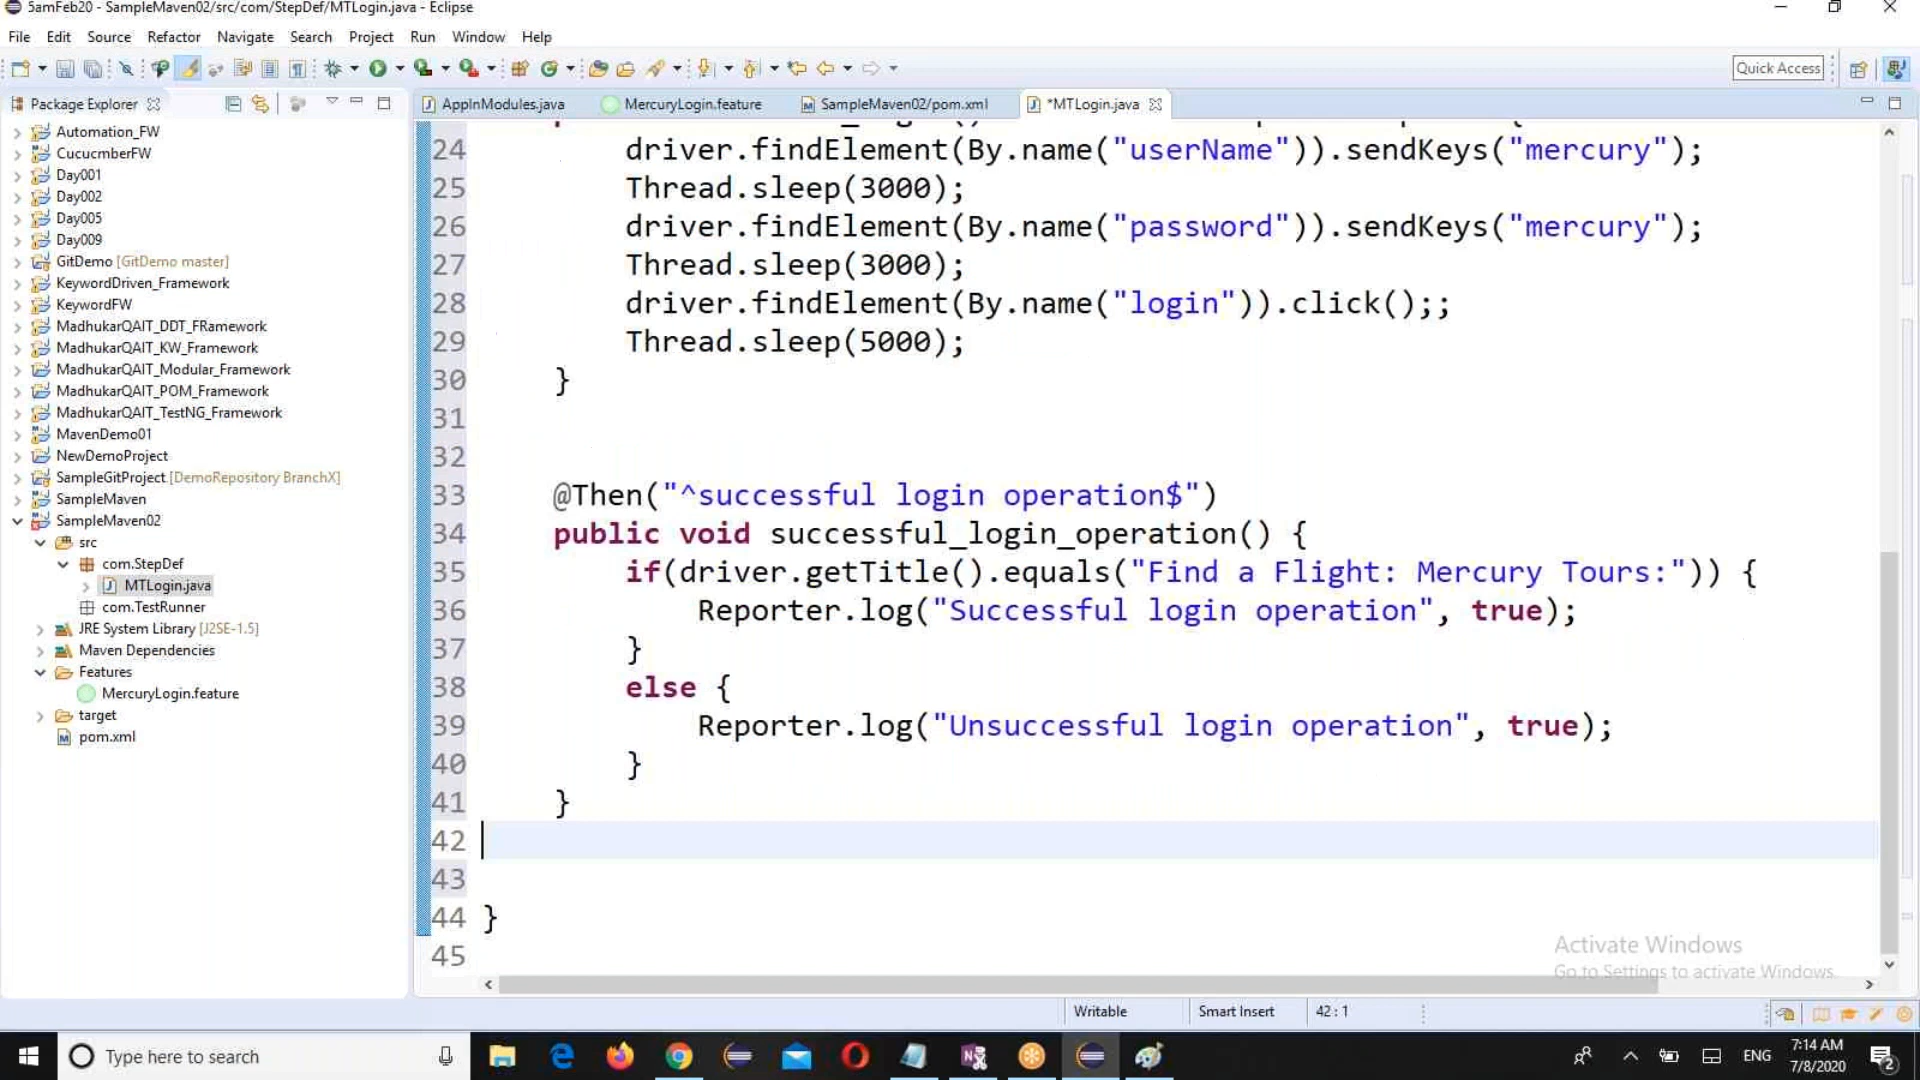 5amFeb20 - SampleMaven02/src/com/StepDef/MTLogin.java - Eclipse
File Edit Source Refactor Navigate Search Project Run Window Help
Quick Access
Package Explorer
AppInModules.java MercuryLogin.feature SampleMaven02/pom.xml *MTLogin.java
Automation_FW
CucucmberFW
Day001
Day002
Day005
Day009
GitDemo [GitDemo master]
KeywordDriven_Framework
KeywordFW
MadhukarQAIT_DDT_FRamework
MadhukarQAIT_KW_Framework
MadhukarQAIT_Modular_Framework
MadhukarQAIT_POM_Framework
MadhukarQAIT_TestNG_Framework
MavenDemo01
NewDemoProject
SampleGitProject [DemoRepository BranchX]
SampleMaven
SampleMaven02
src
com.StepDef
MTLogin.java
com.TestRunner
JRE System Library [J2SE-1.5]
Maven Dependencies
Features
MercuryLogin.feature
target
pom.xml
24 driver.findElement(By.name("userName")).sendKeys("mercury");
25 Thread.sleep(3000);
26 driver.findElement(By.name("password")).sendKeys("mercury");
27 Thread.sleep(3000);
28 driver.findElement(By.name("login")).click();;
29 Thread.sleep(5000);
30 }
31
32
33 @Then("^successful login operation$")
34 public void successful_login_operation() {
35 if(driver.getTitle().equals("Find a Flight: Mercury Tours:")) {
36 Reporter.log("Successful login operation", true);
37 }
38 else {
39 Reporter.log("Unsuccessful login operation", true);
40 }
41 }
42
43
44 }
45
Activate Windows
Go to Settings to activate Windows.
Writable Smart Insert 42 : 1
Type here to search
ENG
7:14 AM
7/8/2020
2